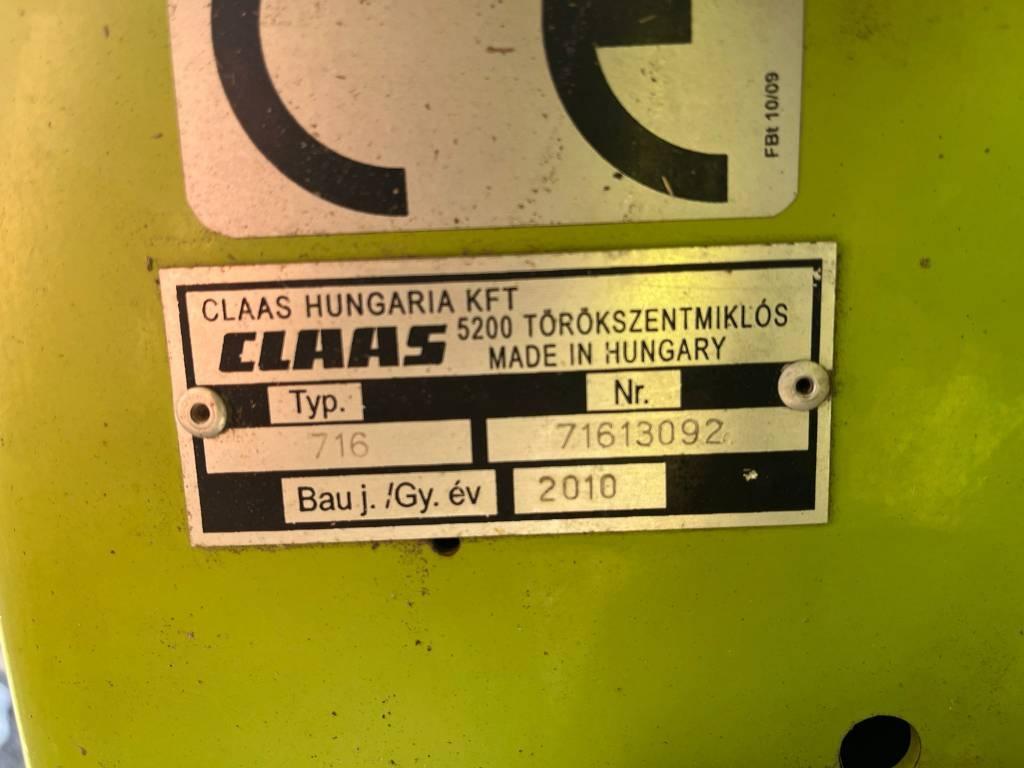 CE
FBt 10/09
CLAAS HUNGARIA KFT
CLAAS 5200 TÖRÖKSZENTMIKLÓS
MADE IN HUNGARY
Typ. Nr.
716 71613092
Bau j. /Gy. év 2010